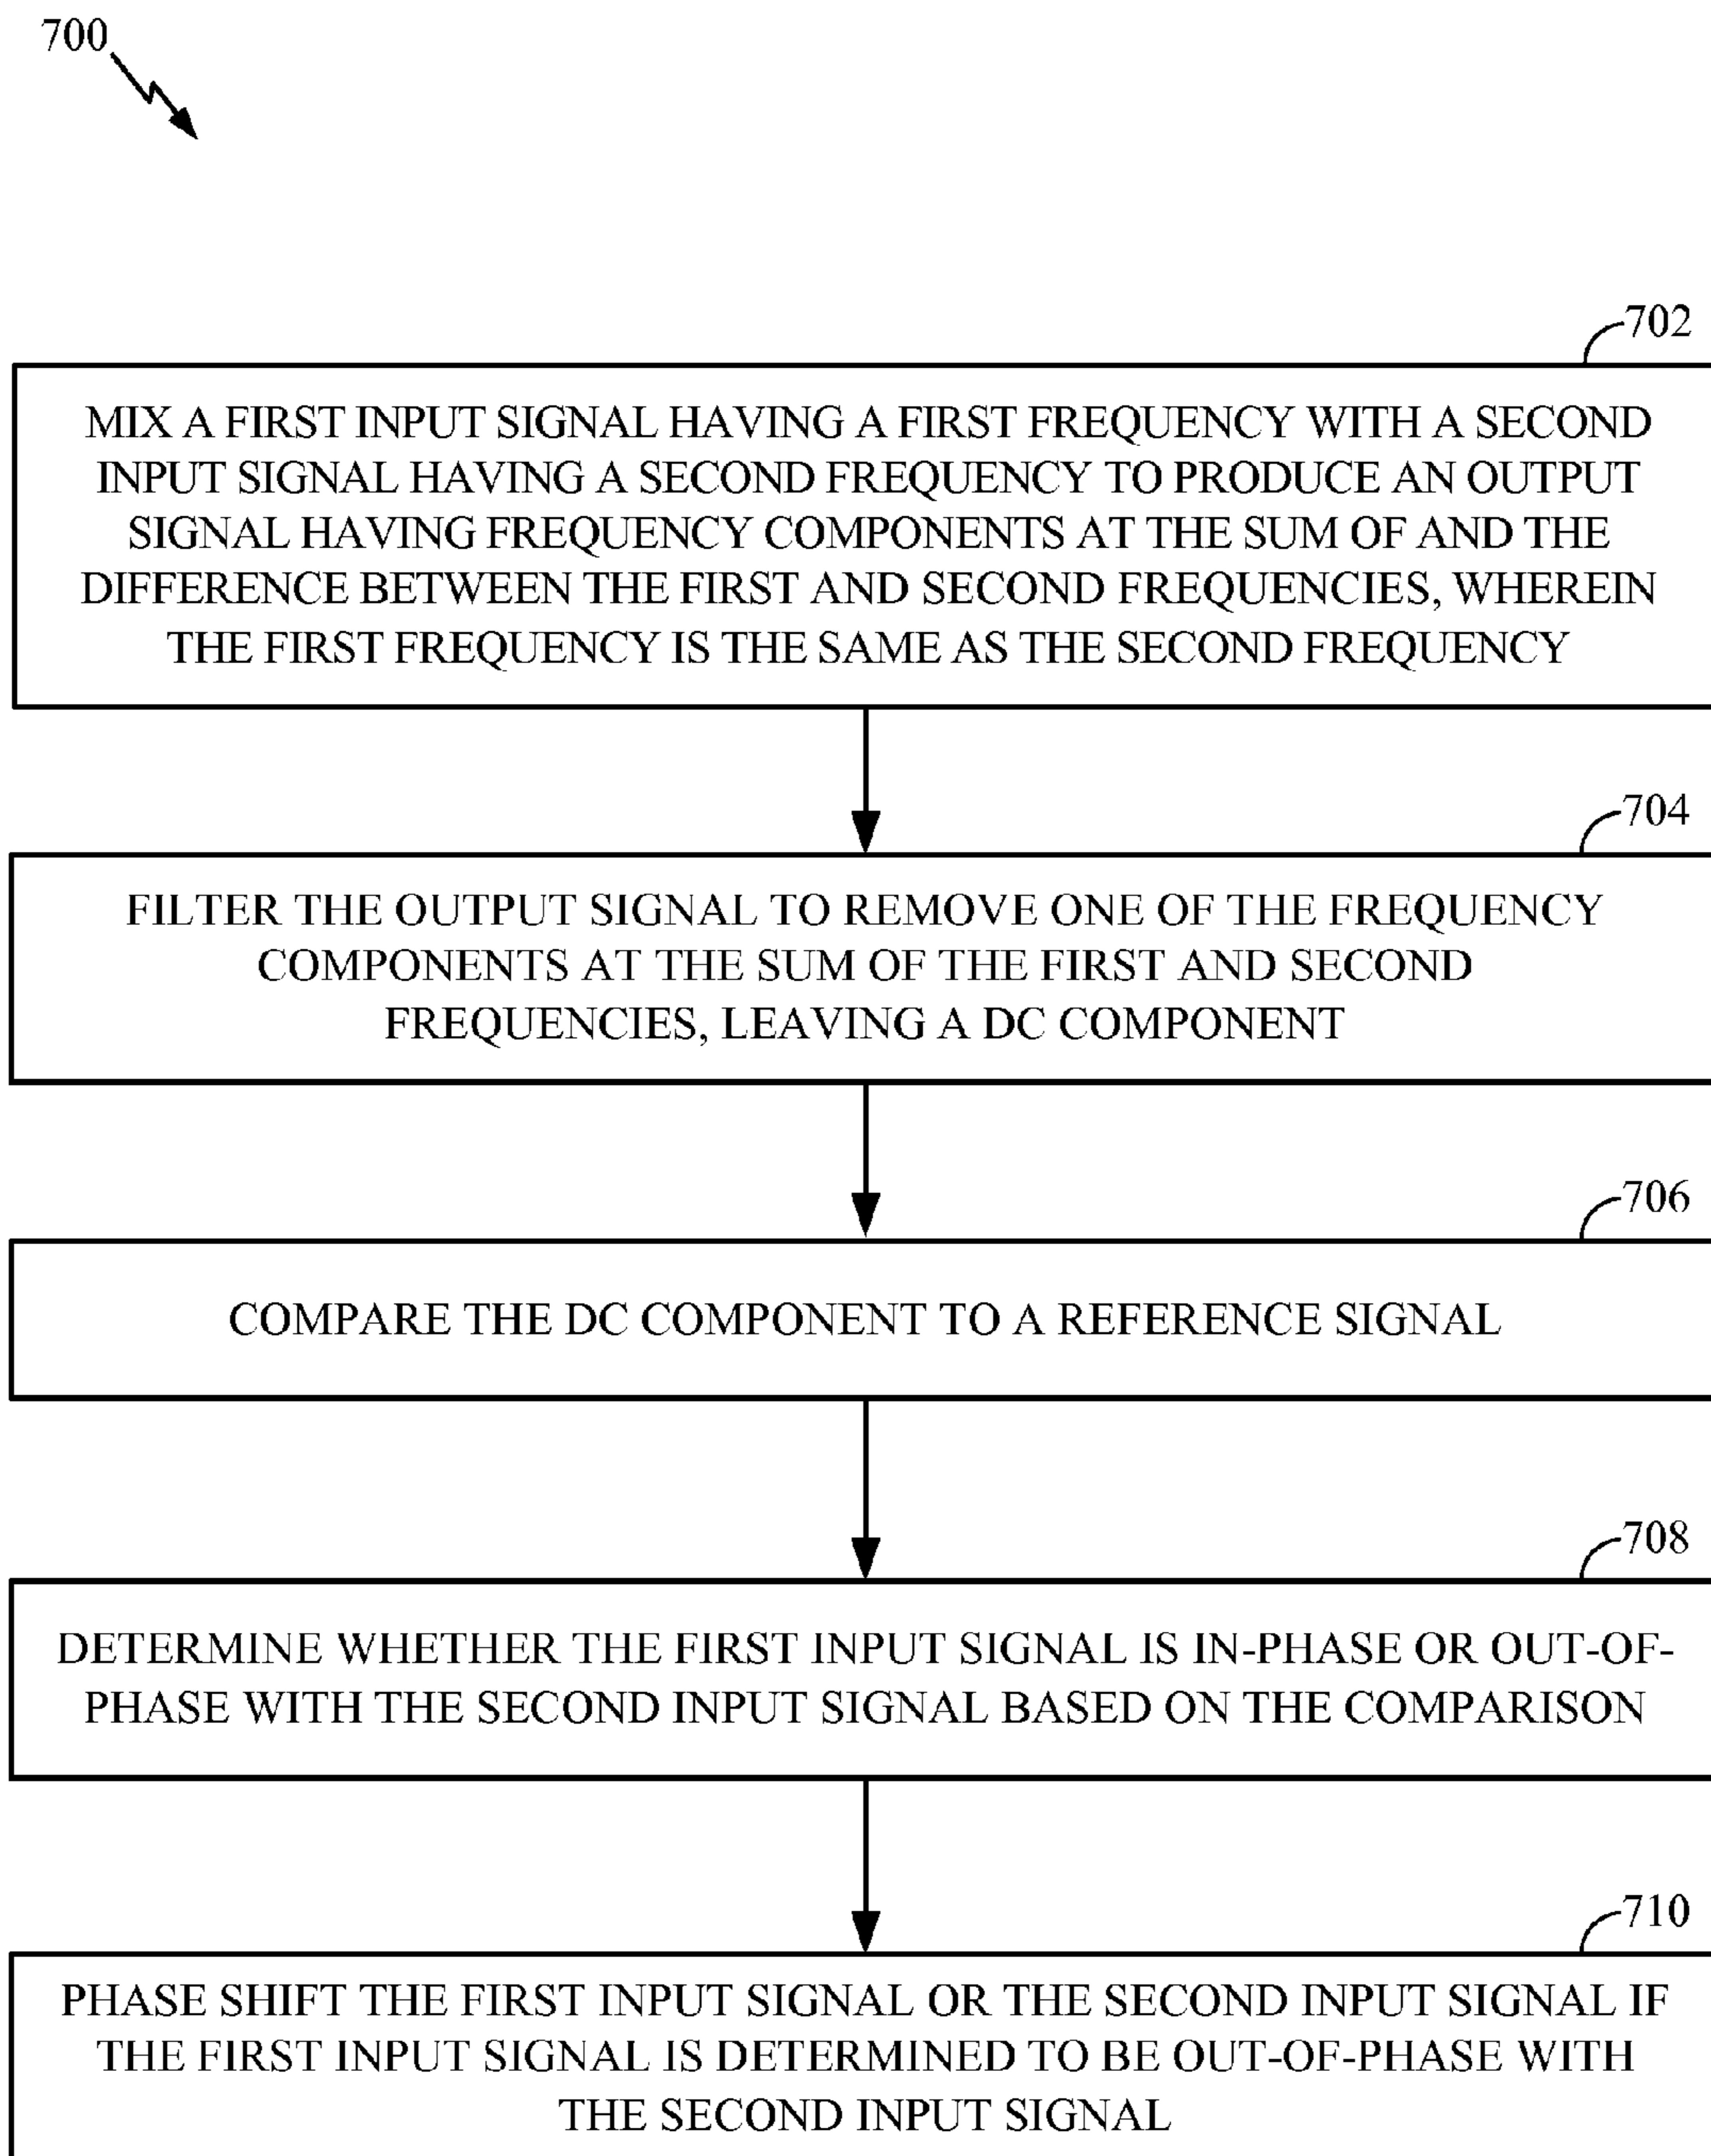 700
702
MIX A FIRST INPUT SIGNAL HAVING A FIRST FREQUENCY WITH A SECOND
INPUT SIGNAL HAVING A SECOND FREQUENCY TO PRODUCE AN OUTPUT
SIGNAL HAVING FREQUENCY COMPONENTS AT THE SUM OF AND THE
DIFFERENCE BETWEEN THE FIRST AND SECOND FREQUENCIES, WHEREIN
THE FIRST FREQUENCY IS THE SAME AS THE SECOND FREQUENCY
704
FILTER THE OUTPUT SIGNAL TO REMOVE ONE OF THE FREQUENCY
COMPONENTS AT THE SUM OF THE FIRST AND SECOND
FREQUENCIES, LEAVING A DC COMPONENT
706
COMPARE THE DC COMPONENT TO A REFERENCE SIGNAL
708
DETERMINE WHETHER THE FIRST INPUT SIGNAL IS IN-PHASE OR OUT-OF-
PHASE WITH THE SECOND INPUT SIGNAL BASED ON THE COMPARISON
710
PHASE SHIFT THE FIRST INPUT SIGNAL OR THE SECOND INPUT SIGNAL IF
THE FIRST INPUT SIGNAL IS DETERMINED TO BE OUT-OF-PHASE WITH
THE SECOND INPUT SIGNAL